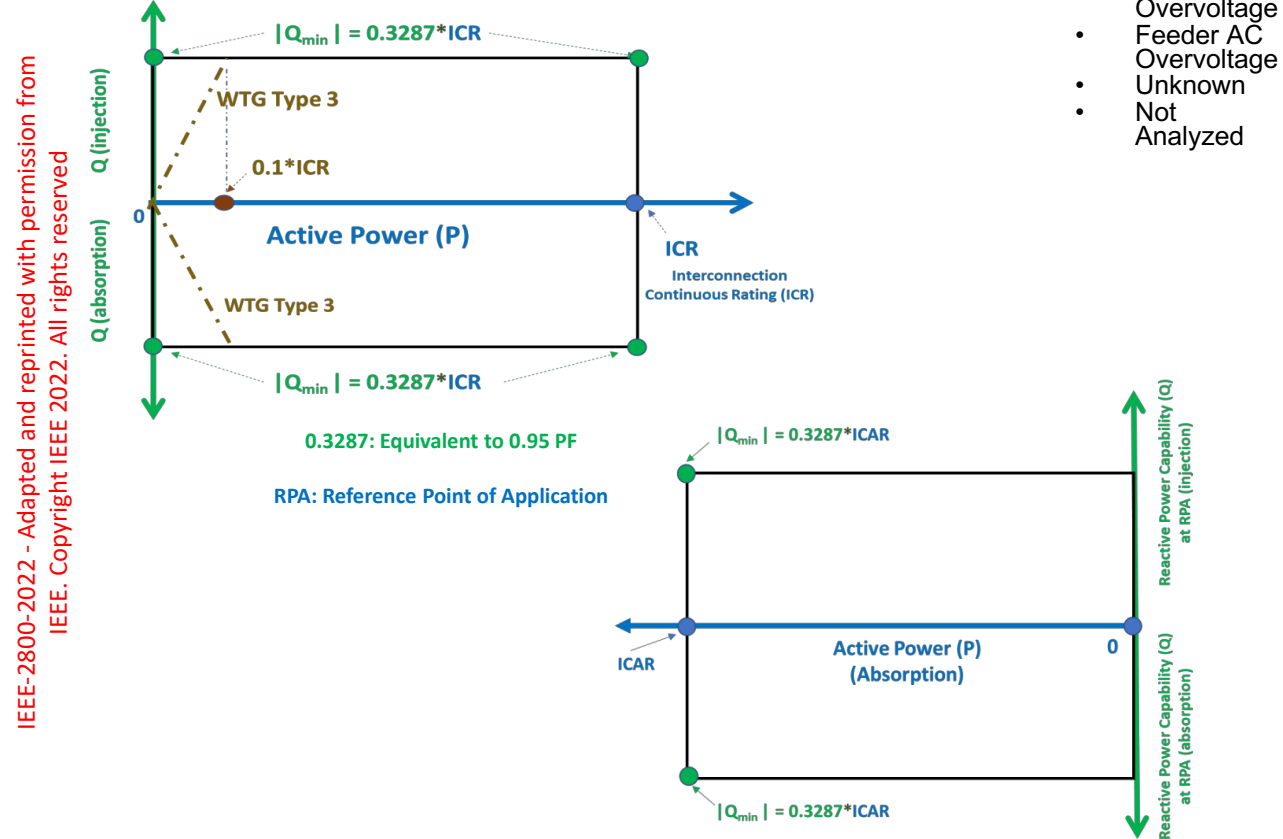 IEEE-2800-2022 - Adapted and reprinted with permission from
IEEE. Copyright IEEE 2022. All rights reserved
Q (injection)
Q (absorption)
|Qmin | = 0.3287*ICR
WTG Type 3
0.1*ICR
0
Active Power (P)
ICR
Interconnection
Continuous Rating (ICR)
WTG Type 3
|Qmin | = 0.3287*ICR
0.3287: Equivalent to 0.95 PF
RPA: Reference Point of Application
Overvoltage
• Feeder AC
Overvoltage
• Unknown
• Not
Analyzed
|Qmin | = 0.3287*ICAR
Reactive Power Capability (Q)
at RPA (injection)
ICAR
Active Power (P)
(Absorption)
0
Reactive Power Capability (Q)
at RPA (absorption)
|Qmin | = 0.3287*ICAR